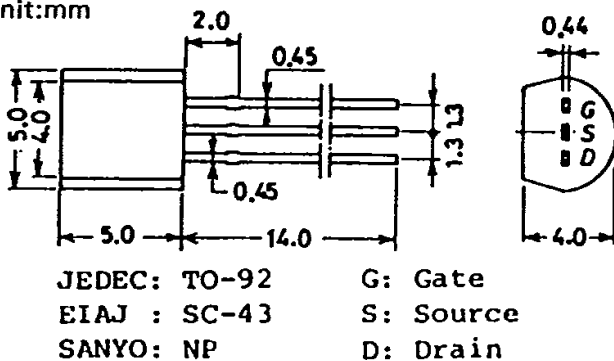 nit:mm
2.0
0.44
0.45
5.0
4.0
1.3
1.3
G
S
D
0.45
5.0
14.0
4.0
JEDEC: TO-92
EIAJ : SC-43
SANYO: NP
G: Gate
S: Source
D: Drain